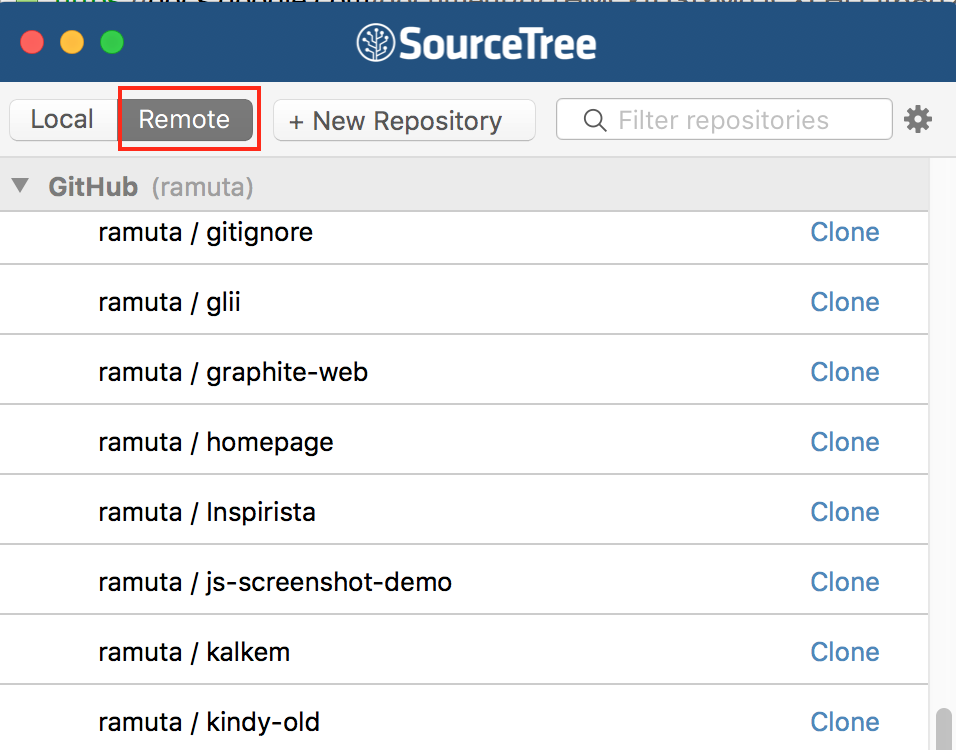 SourceTree
Local Remote + New Repository Filter repositories
GitHub (ramuta)
ramuta / gitignore Clone
ramuta / glii Clone
ramuta / graphite-web Clone
ramuta / homepage Clone
ramuta / Inspirista Clone
ramuta / js-screenshot-demo Clone
ramuta / kalkem Clone
ramuta / kindy-old Clone